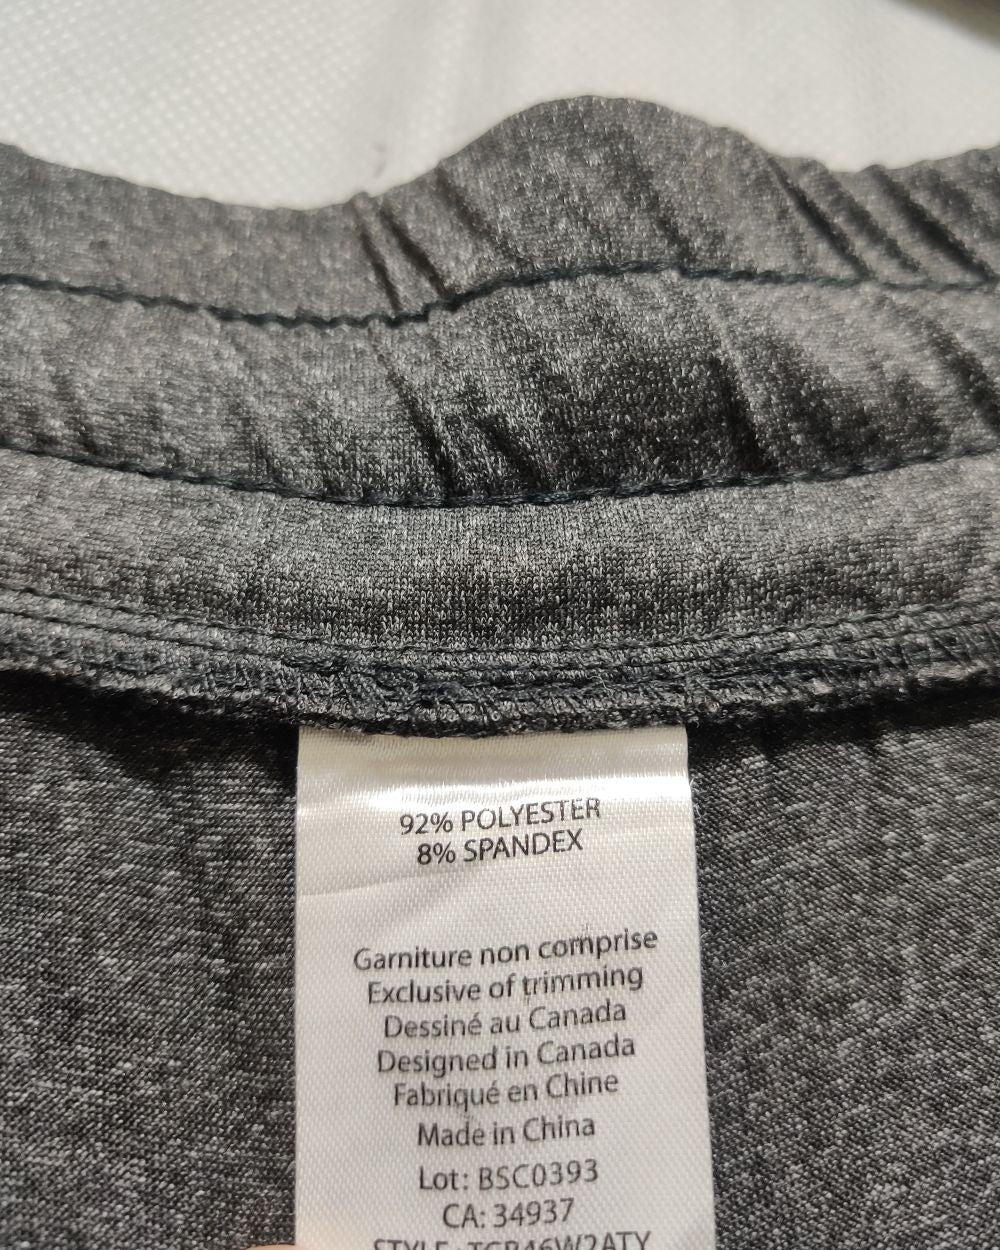 92% POLYESTER
8% SPANDEX
Garniture non comprise
Exclusive of trimming
Dessiné au Canada
Designed in Canada
Fabriqué en Chine
Made in China
Lot: BSC0393
CA: 34937
STYLE: